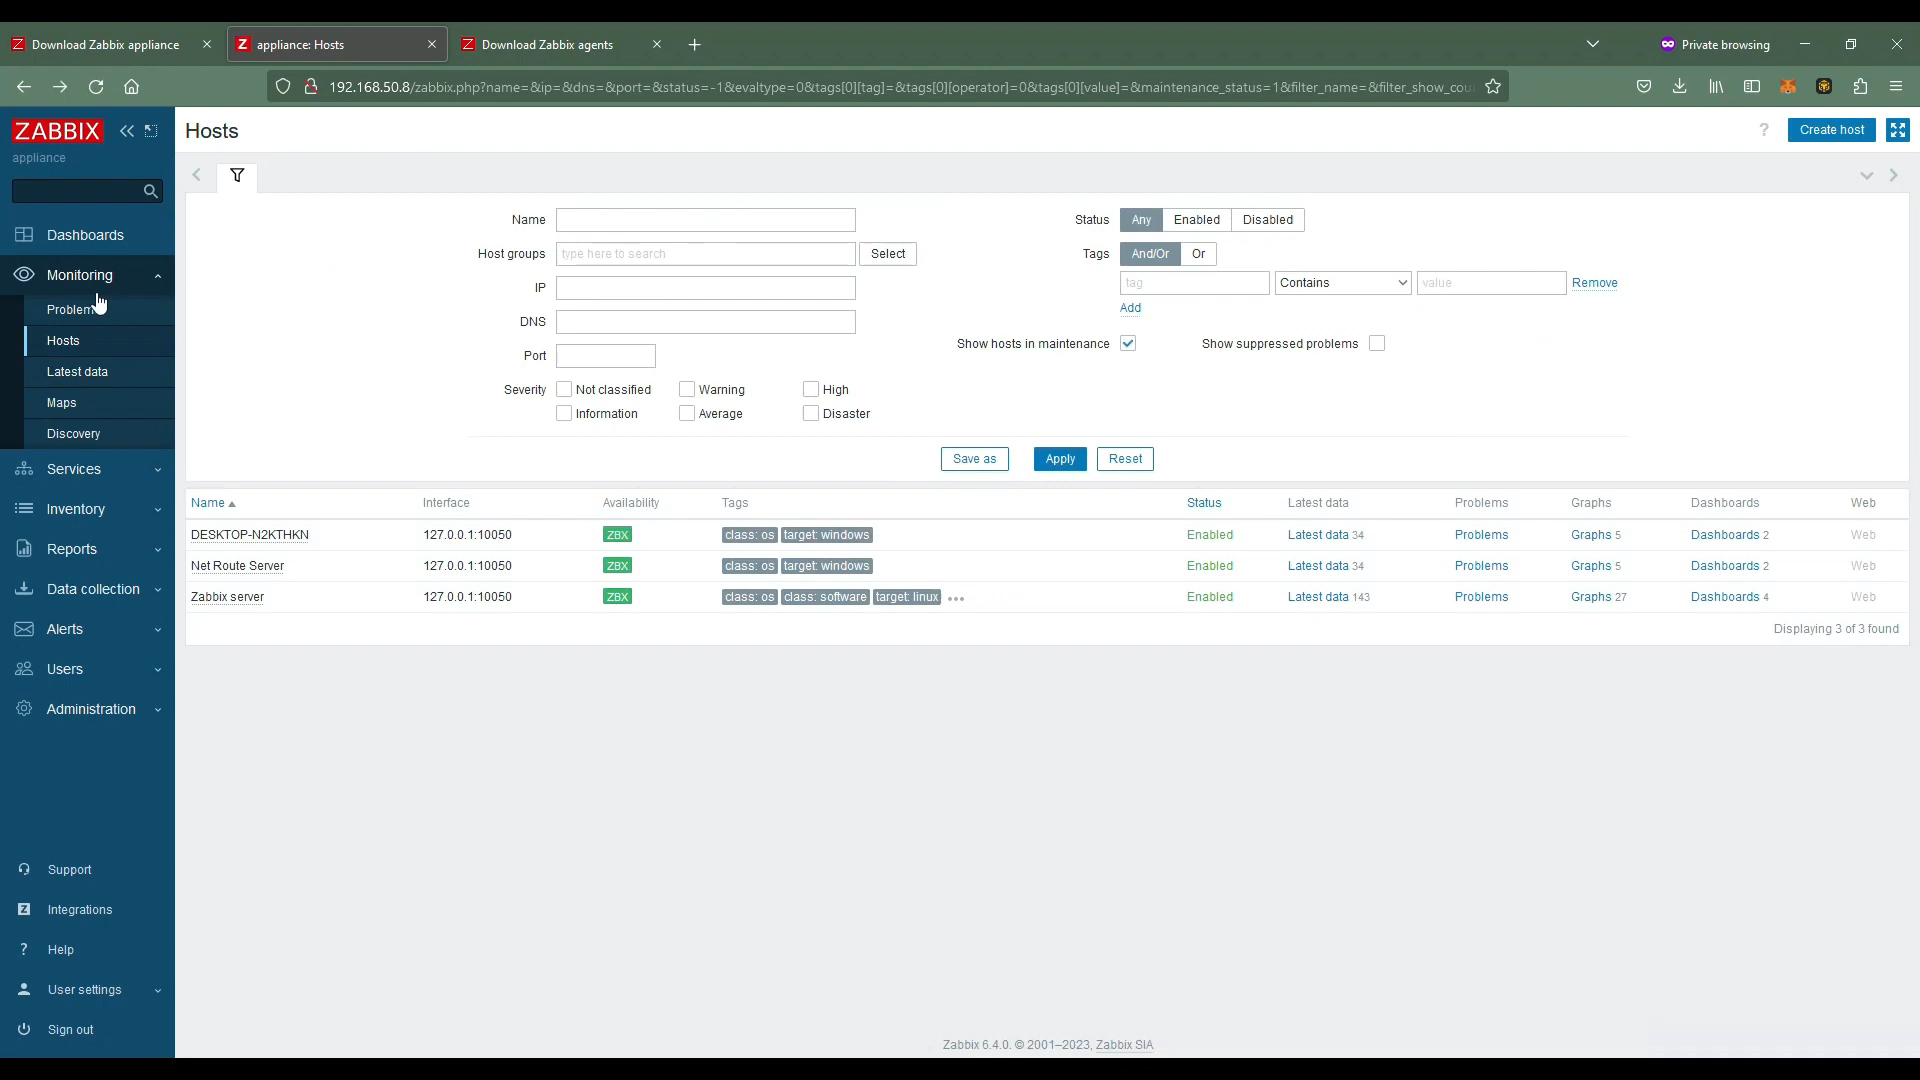 Download Zabbix appliance
appliance: Hosts
Download Zabbix agents
Private browsing
192.168.50.8/zabbix.php?name=&ip=&dns=&port=&status=-1&evaltype=0&tags[0][tag]=&tags[0][operator]=0&tags[0][value]=&maintenance_status=1&filter_name=&filter_show_cou
ZABBIX
appliance
Dashboards
Monitoring
Problem
Hosts
Latest data
Maps
Discovery
Services
Inventory
Reports
Data collection
Alerts
Users
Administration
Support
Integrations
Help
User settings
Sign out
Hosts
? Create host
Name
Host groups type here to search Select
IP
DNS
Port
Severity Not classified Warning High
Information Average Disaster
Status Any Enabled Disabled
Tags And/Or Or
tag Contains value Remove
Add
Show hosts in maintenance Show suppressed problems
Save as Apply Reset
Name Interface Availability Tags Status Latest data Problems Graphs Dashboards Web
DESKTOP-N2KTHKN 127.0.0.1:10050 ZBX class: os target: windows Enabled Latest data 34 Problems Graphs 5 Dashboards 2 Web
Net Route Server 127.0.0.1:10050 ZBX class: os target: windows Enabled Latest data 34 Problems Graphs 5 Dashboards 2 Web
Zabbix server 127.0.0.1:10050 ZBX class: os class: software target: linux ••• Enabled Latest data 143 Problems Graphs 27 Dashboards 4 Web
Displaying 3 of 3 found
Zabbix 6.4.0. © 2001–2023, Zabbix SIA